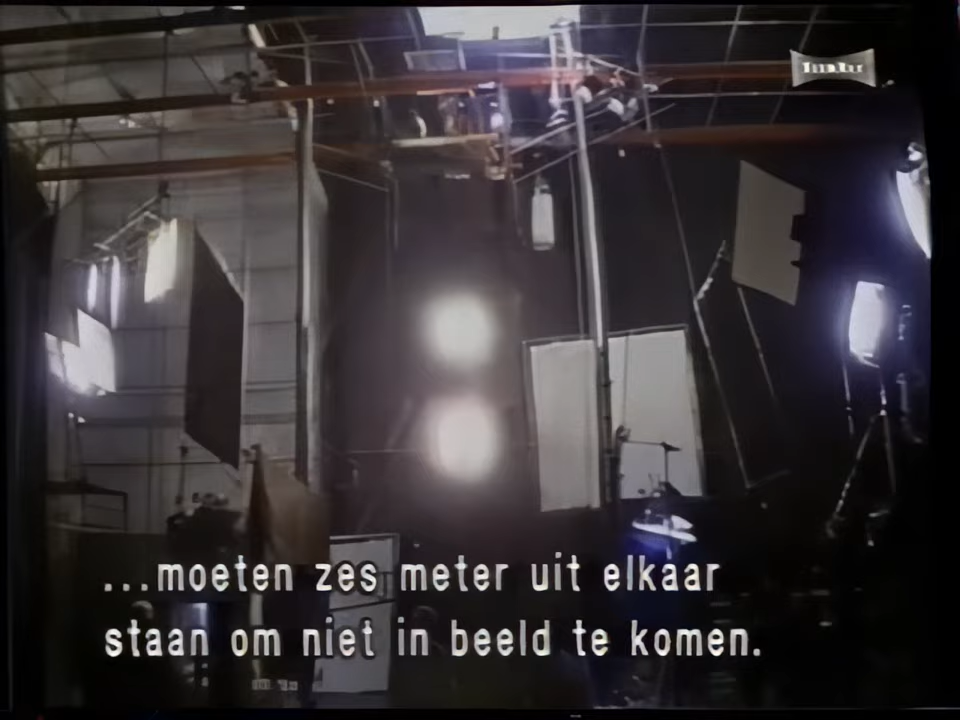 ...moeten zes meter uit elkaar
staan om niet in beeld te komen.